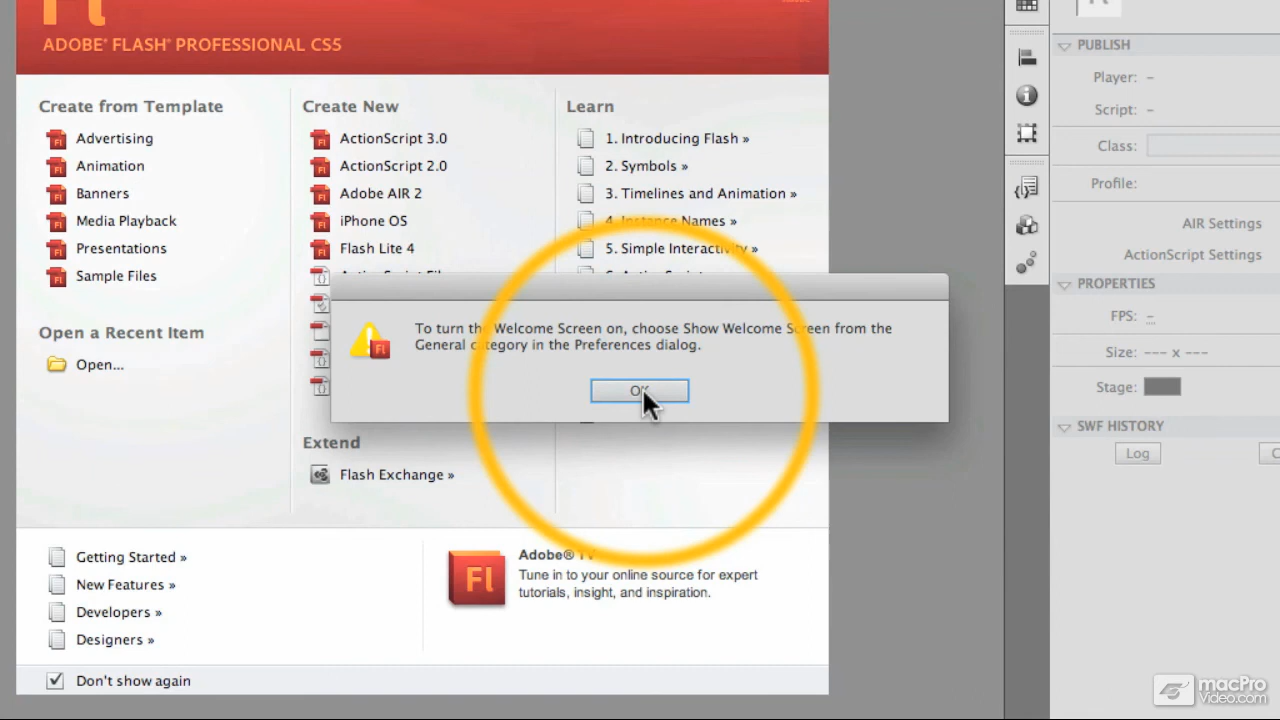 Fl
ADOBE® FLASH® PROFESSIONAL CS5
Create from Template
Advertising
Animation
Banners
Media Playback
Presentations
Sample Files
Open a Recent Item
Open...
Create New
ActionScript 3.0
ActionScript 2.0
Adobe AIR 2
iPhone OS
Flash Lite 4
Extend
Flash Exchange »
Learn
1. Introducing Flash »
2. Symbols »
3. Timelines and Animation »
4. Instance Names »
5. Simple Interactivity »
To turn the Welcome Screen on, choose Show Welcome Screen from the
General category in the Preferences dialog.
OK
Getting Started »
New Features »
Developers »
Designers »
Fl
Adobe® TV
Tune in to your online source for expert
tutorials, insight, and inspiration.
Don't show again
PUBLISH
Player: –
Script: –
Class:
Profile:
AIR Settings
ActionScript Settings
PROPERTIES
FPS: –
Size: --- x ---
Stage:
SWF HISTORY
Log
macPro
Video.com